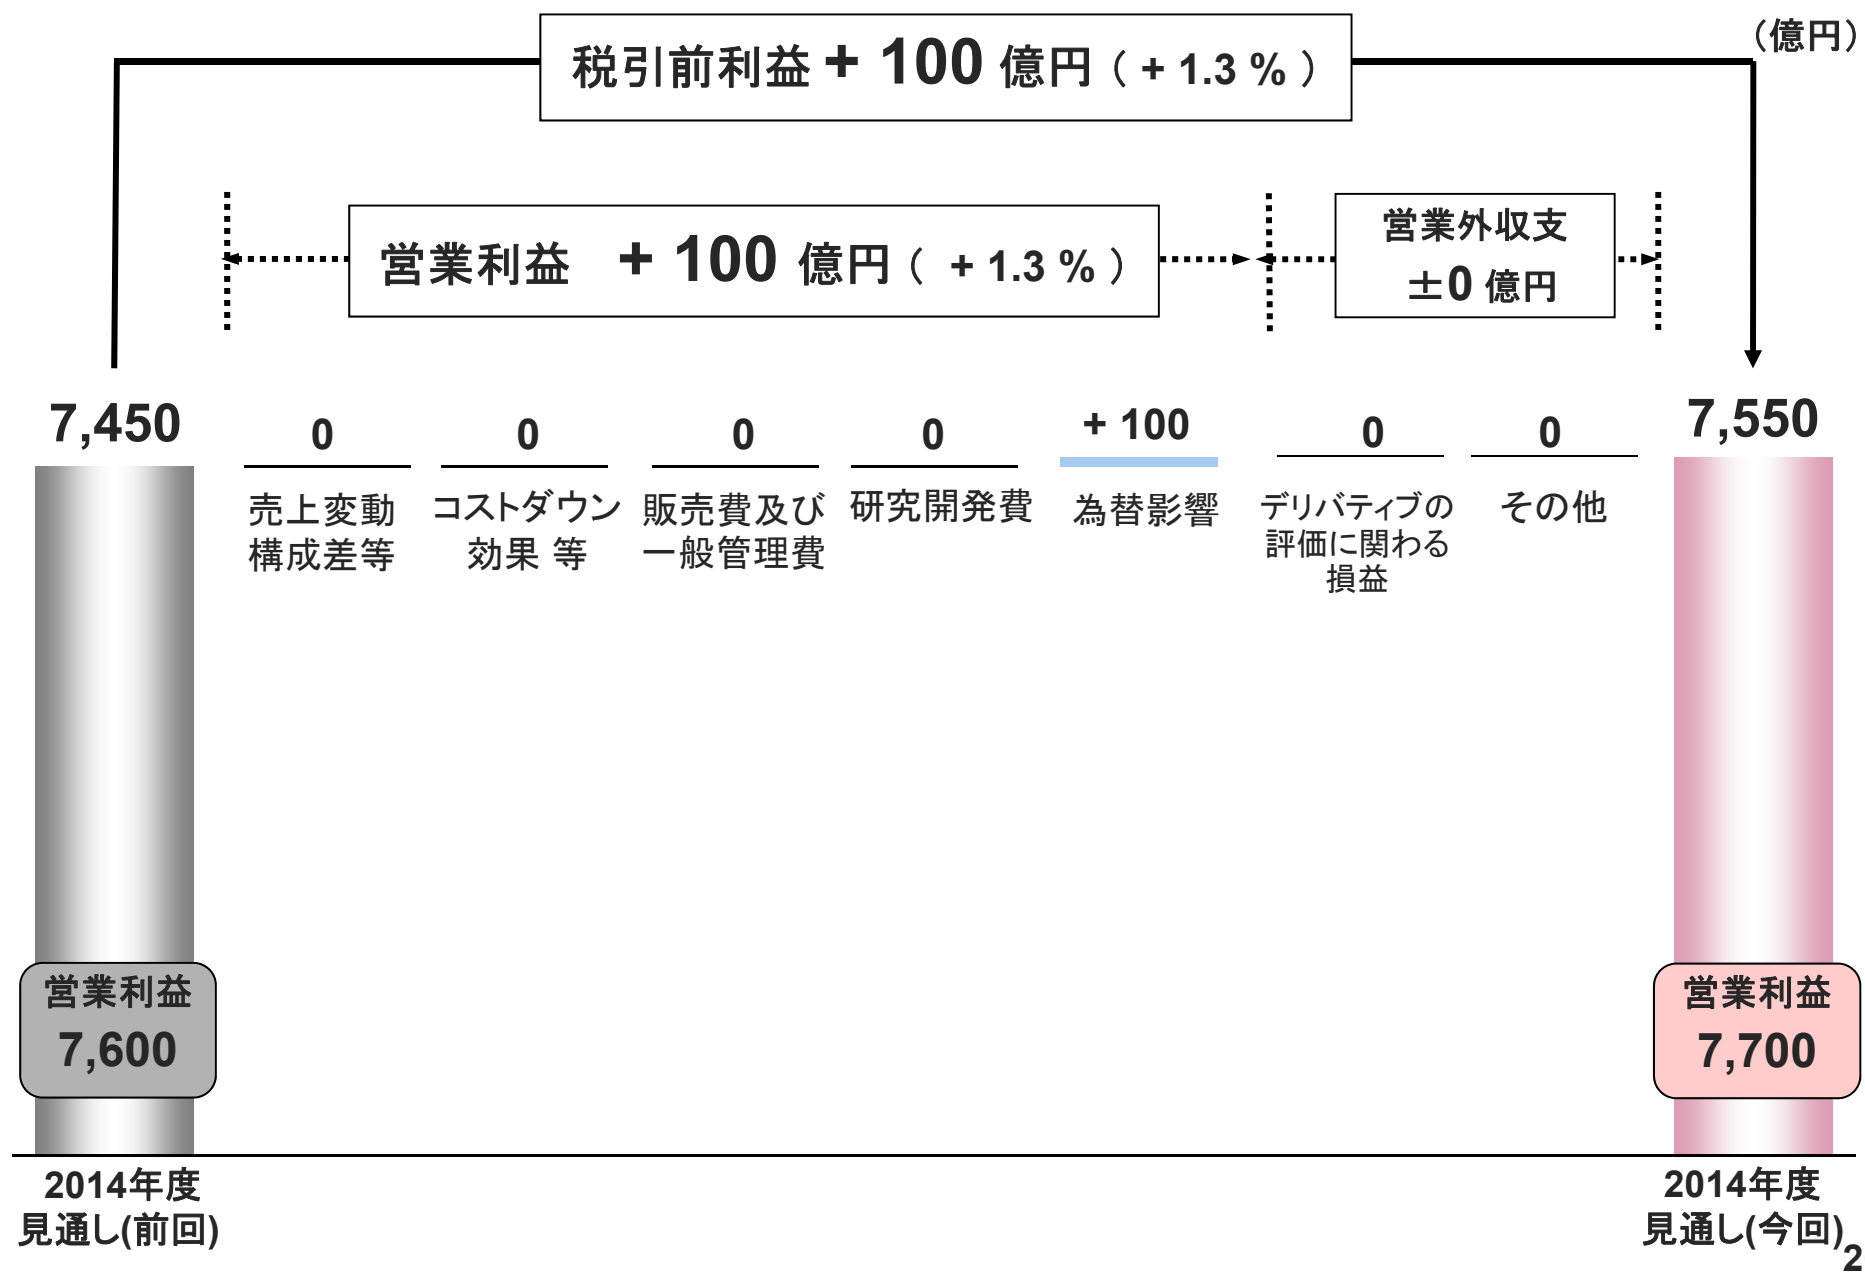 (億円)
税引前利益 + 100 億円 ( + 1.3 % )
営業利益 + 100 億円 ( + 1.3 % )
営業外収支
±0 億円
7,450
0
売上変動
構成差等
0
コストダウン
効果 等
0
販売費及び
一般管理費
0
研究開発費
+ 100
為替影響
0
デリバティブの
評価に関わる
損益
0
その他
7,550
営業利益
7,600
営業利益
7,700
2014年度
見通し(前回)
2014年度
見通し(今回)
2